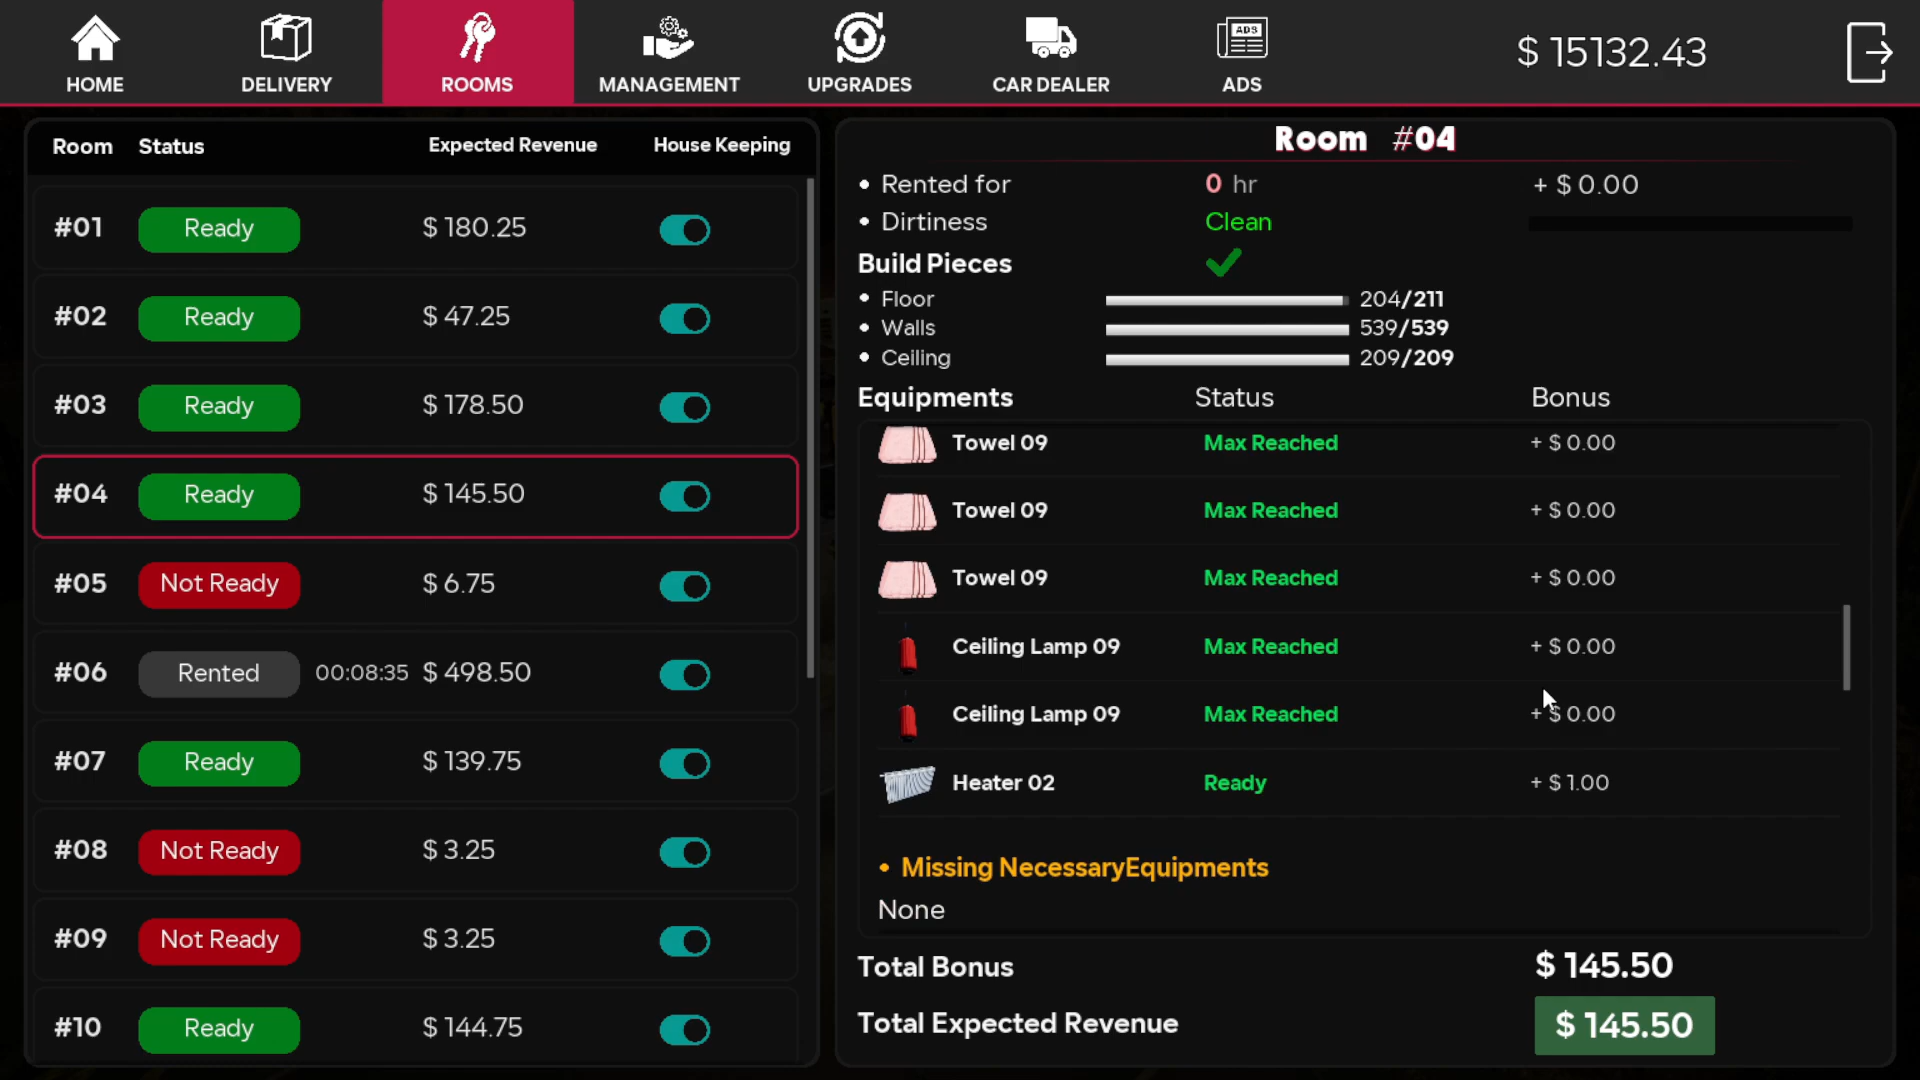 HOME
DELIVERY
ROOMS
MANAGEMENT
UPGRADES
CAR DEALER
ADS
ADS
$ 15132.43
Room Status Expected Revenue House Keeping
#01 Ready $ 180.25
#02 Ready $ 47.25
#03 Ready $ 178.50
#04 Ready $ 145.50
#05 Not Ready $ 6.75
#06 Rented 00:08:35 $ 498.50
#07 Ready $ 139.75
#08 Not Ready $ 3.25
#09 Not Ready $ 3.25
#10 Ready $ 144.75
Room #04
• Rented for 0 hr + $ 0.00
• Dirtiness Clean
Build Pieces
• Floor 204/211
• Walls 539/539
• Ceiling 209/209
Equipments Status Bonus
Towel 09 Max Reached + $ 0.00
Towel 09 Max Reached + $ 0.00
Towel 09 Max Reached + $ 0.00
Ceiling Lamp 09 Max Reached + $ 0.00
Ceiling Lamp 09 Max Reached + $ 0.00
Heater 02 Ready + $ 1.00
• Missing NecessaryEquipments
None
Total Bonus $ 145.50
Total Expected Revenue $ 145.50